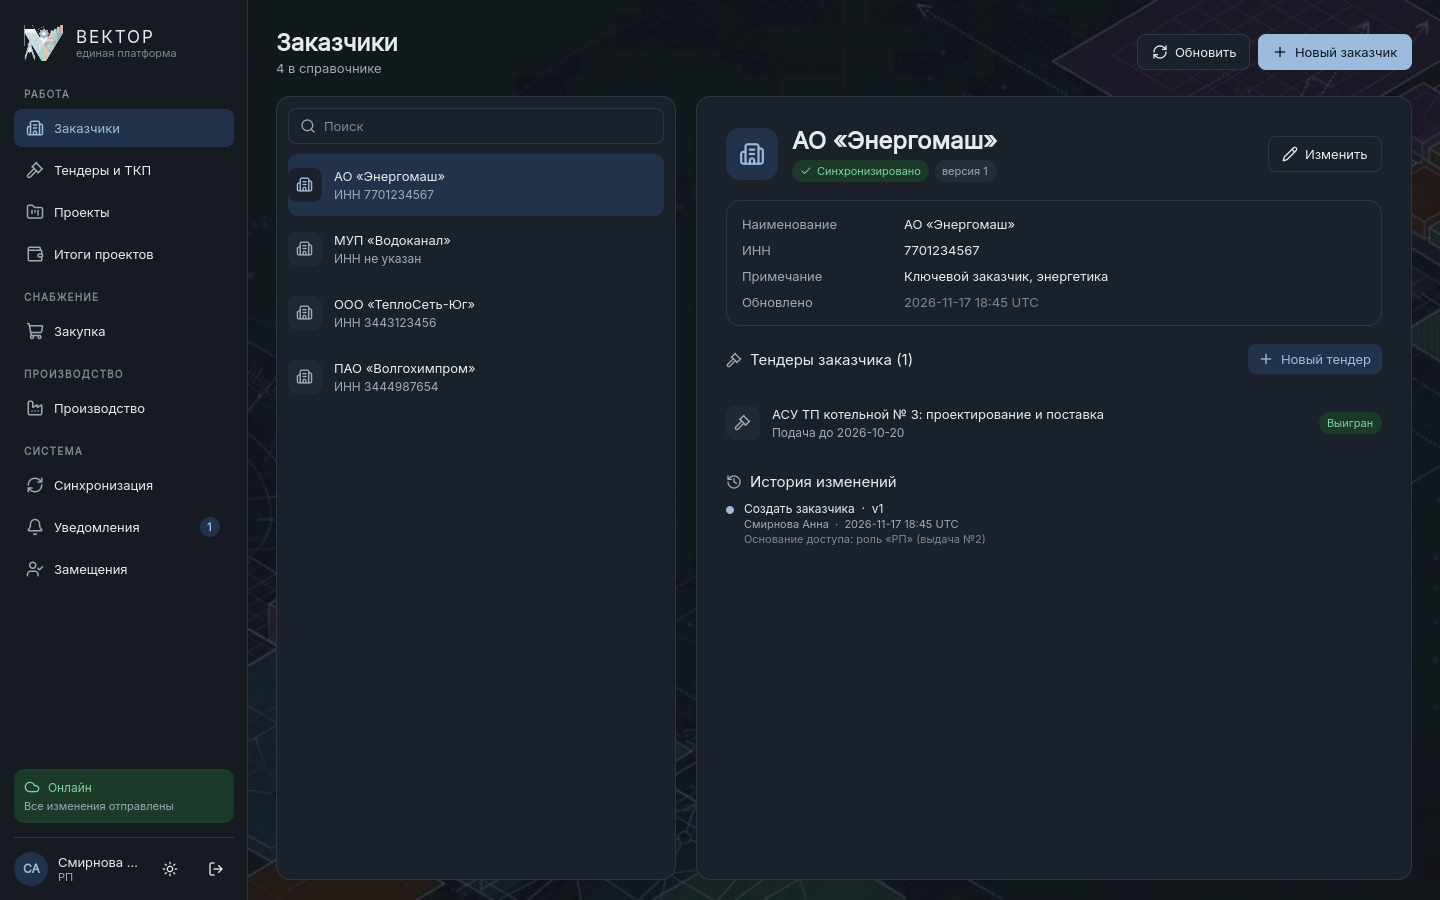 ВЕКТОР
единая платформа
РАБОТА
Заказчики
Тендеры и ТКП
Проекты
Итоги проектов
СНАБЖЕНИЕ
Закупка
ПРОИЗВОДСТВО
Производство
СИСТЕМА
Синхронизация
Уведомления 1
Замещения
Онлайн
Все изменения отправлены
СА
Смирнова ...
РП
Заказчики
4 в справочнике
Обновить
Новый заказчик
Поиск
АО «Энергомаш»
ИНН 7701234567
МУП «Водоканал»
ИНН не указан
ООО «ТеплоСеть-Юг»
ИНН 3443123456
ПАО «Волгохимпром»
ИНН 3444987654
АО «Энергомаш»
Синхронизировано версия 1
Изменить
Наименование АО «Энергомаш»
ИНН 7701234567
Примечание Ключевой заказчик, энергетика
Обновлено 2026-11-17 18:45 UTC
Тендеры заказчика (1)
Новый тендер
АСУ ТП котельной № 3: проектирование и поставка
Подача до 2026-10-20
Выигран
История изменений
Создать заказчика · v1
Смирнова Анна · 2026-11-17 18:45 UTC
Основание доступа: роль «РП» (выдача №2)